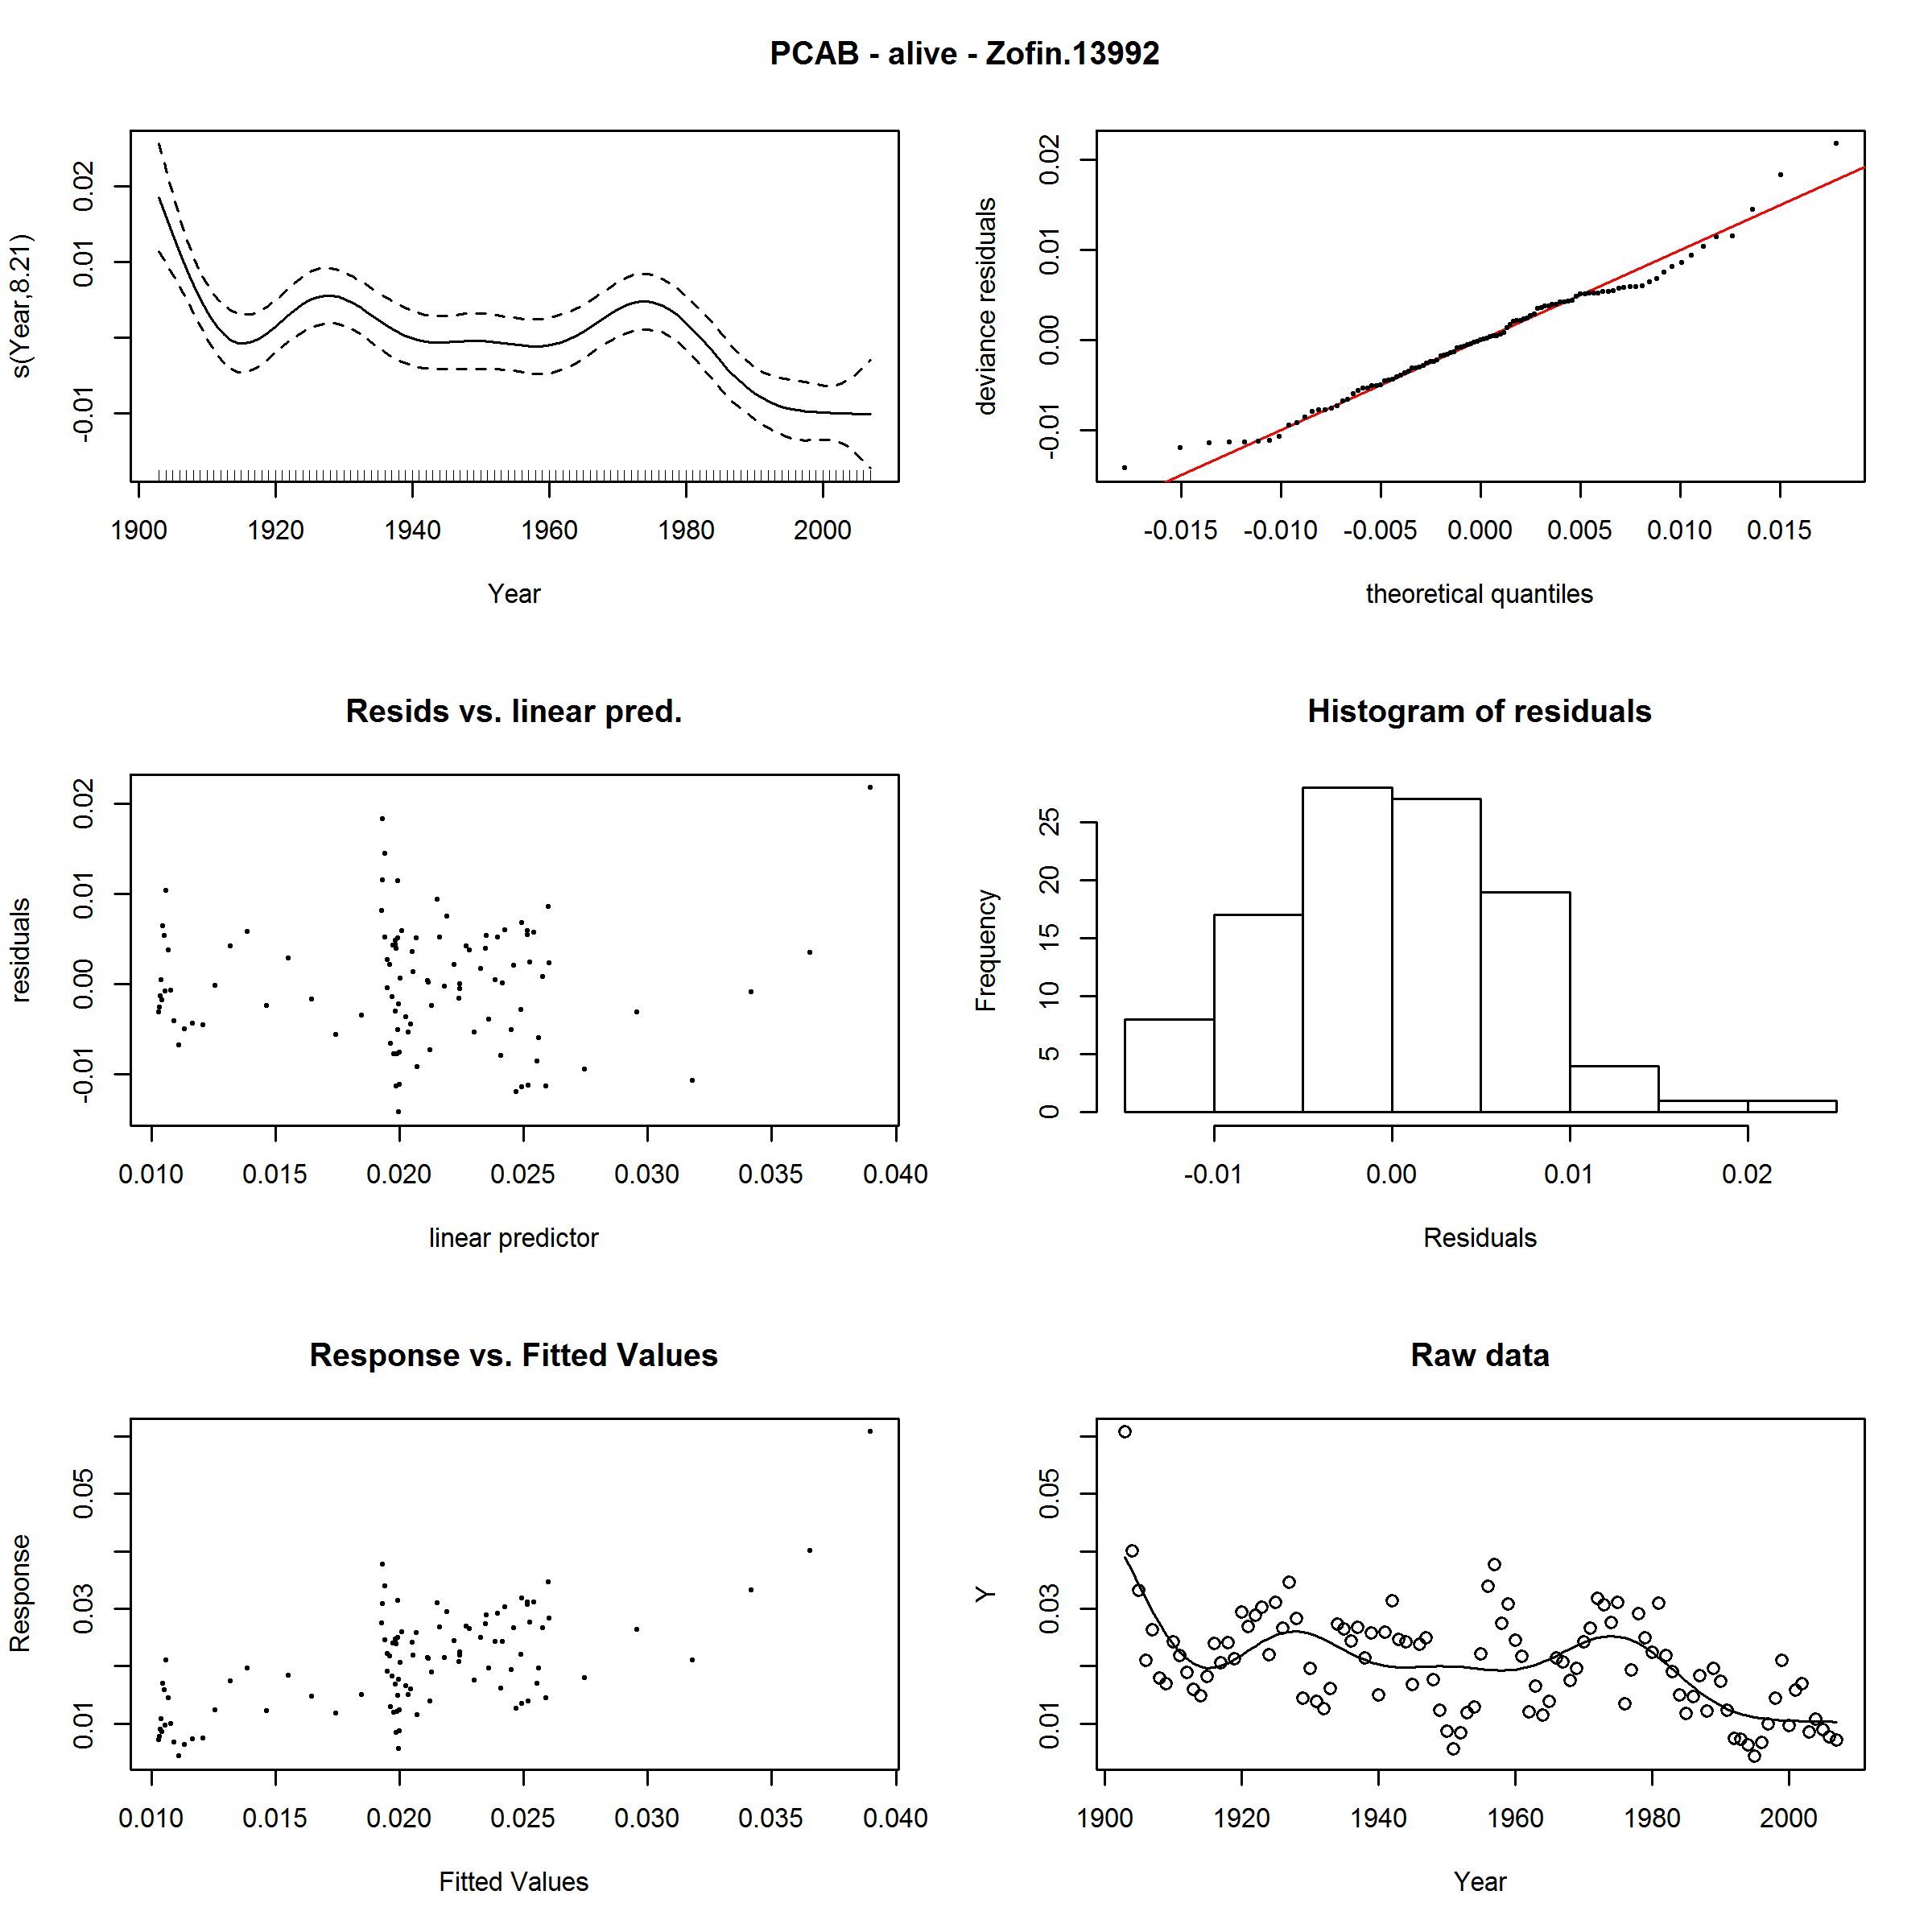 PCAB - alive - Zofin.13992
s(Year,8.21)
-0.01 0.01 0.02
1900 1920 1940 1960 1980 2000
Year
deviance residuals
-0.01 0.00 0.01 0.02
-0.015 -0.010 -0.005 0.000 0.005 0.010 0.015
theoretical quantiles
Resids vs. linear pred.
residuals
-0.01 0.00 0.01 0.02
0.010 0.015 0.020 0.025 0.030 0.035 0.040
linear predictor
Histogram of residuals
Frequency
0 5 10 15 20 25
-0.01 0.00 0.01 0.02
Residuals
Response vs. Fitted Values
Response
0.01 0.03 0.05
0.010 0.015 0.020 0.025 0.030 0.035 0.040
Fitted Values
Raw data
Y
0.01 0.03 0.05
1900 1920 1940 1960 1980 2000
Year